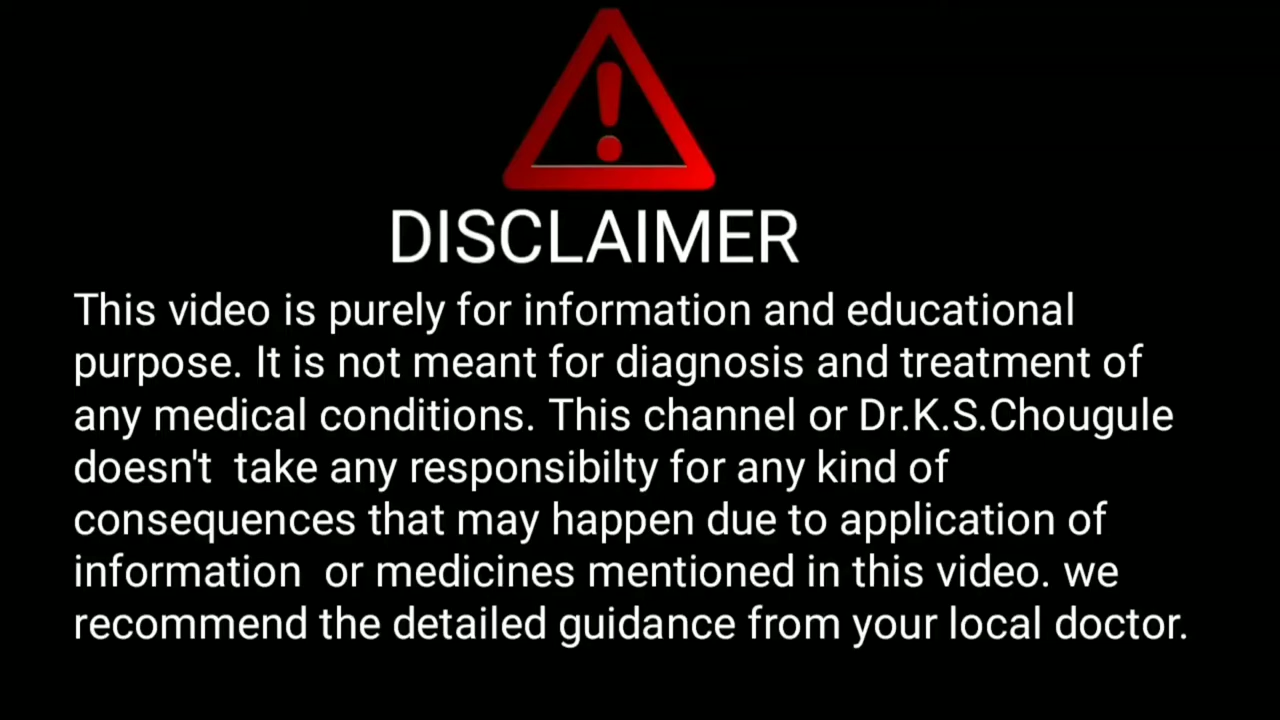 DISCLAIMER
This video is purely for information and educational
purpose. It is not meant for diagnosis and treatment of
any medical conditions. This channel or Dr.K.S.Chougule
doesn't  take any responsibilty for any kind of
consequences that may happen due to application of
information  or medicines mentioned in this video. we
recommend the detailed guidance from your local doctor.